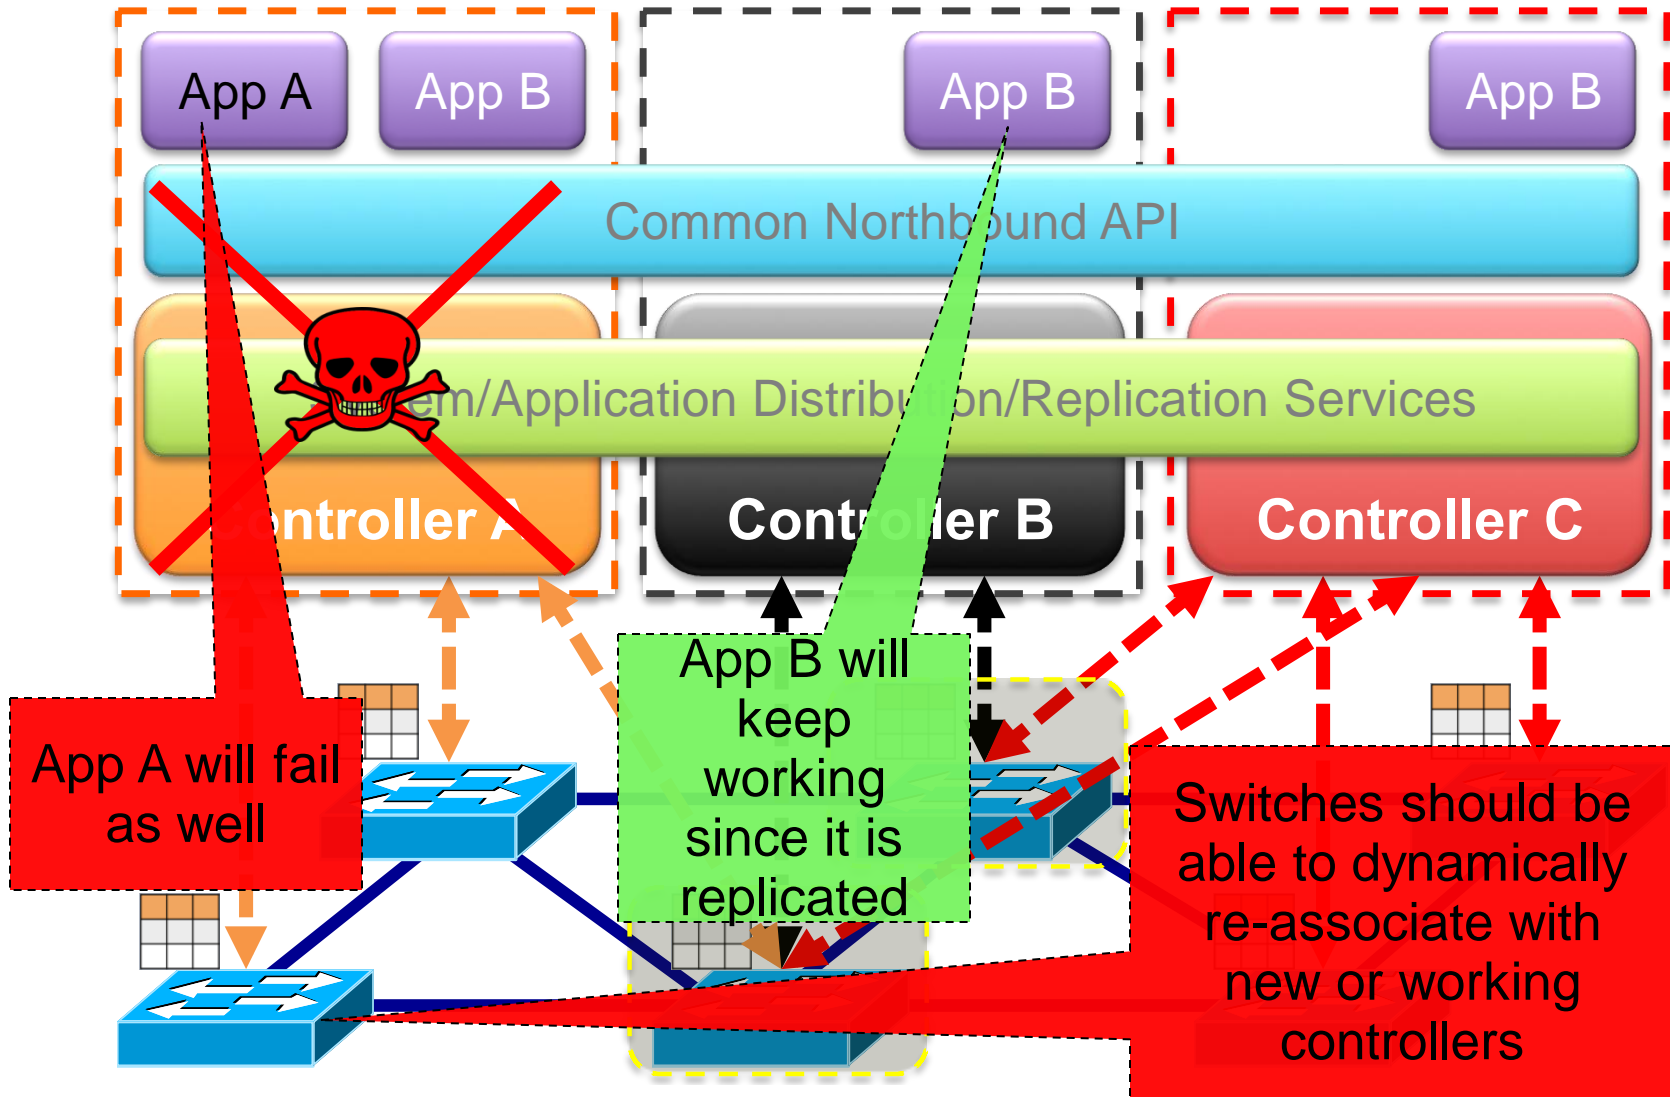 App A
App B
App B
App B
Common Northbound API
em/Application Distribution/Replication Services
Controller A
Controller B
Controller C
App A will fail
as well
App B will
keep
working
since it is
replicated
Switches should be
able to dynamically
re-associate with
new or working
controllers